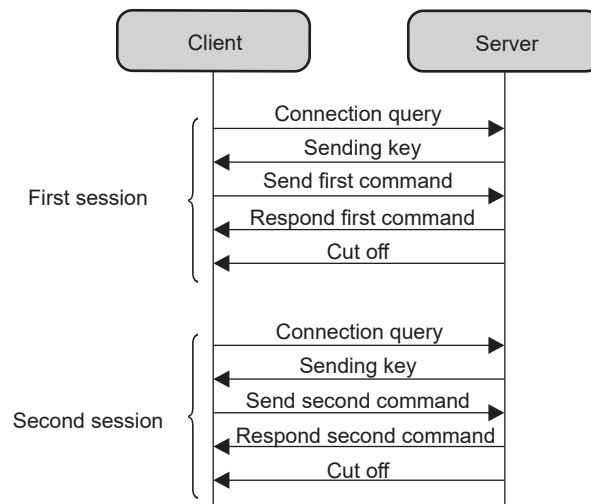 Client
Server
Connection query
Sending key
Send first command
First session
Respond first command
Cut off
Connection query
Sending key
Send second command
Second session
Respond second command
Cut off